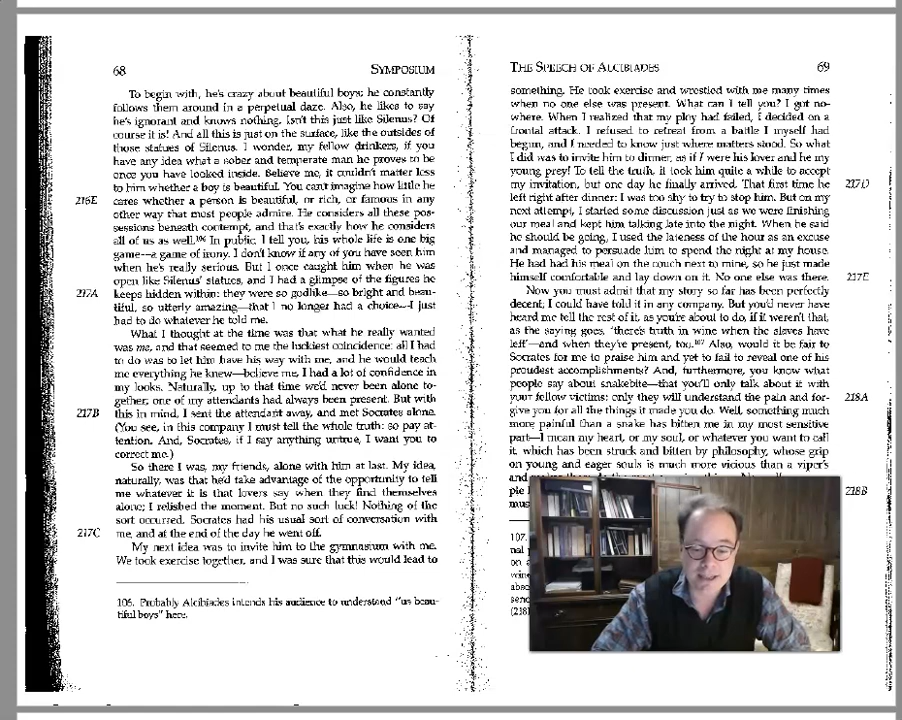 68
SYMPOSIUM
To begin with, he's crazy about beautiful boys; he constantly
follows them around in a perpetual daze. Also, he likes to say
he's ignorant and knows nothing. Isn't this just like Silenus? Of
course it is! And all this is just on the surface, like the outsides of
those statues of Silenus. I wonder, my fellow drinkers, if you
have any idea what a sober and temperate man he proves to be
once you have looked inside. Believe me, it couldn't matter less
to him whether a boy is beautiful. You can't imagine how little he
216E
cares whether a person is beautiful, or rich, or famous in any
other way that most people admire. He considers all these pos-
sessions beneath contempt, and that's exactly how he considers
all of us as well.106 In public, I tell you, his whole life is one big
game—a game of irony. I don't know if any of you have seen him
when he's really serious. But I once caught him when he was
open like Silenus' statues, and I had a glimpse of the figures he
217A
keeps hidden within: they were so godlike—so bright and beau-
tiful, so utterly amazing—that I no longer had a choice—I just
had to do whatever he told me.
What I thought at the time was that what he really wanted
was me, and that seemed to me the luckiest coincidence: all I had
to do was to let him have his way with me, and he would teach
me everything he knew—believe me, I had a lot of confidence in
my looks. Naturally, up to that time we'd never been alone to-
gether; one of my attendants had always been present. But with
217B
this in mind, I sent the attendant away, and met Socrates alone.
(You see, in this company I must tell the whole truth: so pay at-
tention. And, Socrates, if I say anything untrue, I want you to
correct me.)
So there I was, my friends, alone with him at last. My idea,
naturally, was that he'd take advantage of the opportunity to tell
me whatever it is that lovers say when they find themselves
alone; I relished the moment. But no such luck! Nothing of the
sort occurred. Socrates had his usual sort of conversation with
217C
me, and at the end of the day he went off.
My next idea was to invite him to the gymnasium with me.
We took exercise together, and I was sure that this would lead to
106. Probably Alcibiades intends his audience to understand "us beau-
tiful boys" here.
THE SPEECH OF ALCIBIADES
69
something. He took exercise and wrestled with me many times
when no one else was present. What can I tell you? I got no-
where. When I realized that my ploy had failed, I decided on a
frontal attack. I refused to retreat from a battle I myself had
begun, and I needed to know just where matters stood. So what
I did was to invite him to dinner, as if I were his lover and he my
young prey! To tell the truth, it took him quite a while to accept
my invitation, but one day he finally arrived. That first time he
217D
left right after dinner: I was too shy to try to stop him. But on my
next attempt, I started some discussion just as we were finishing
our meal and kept him talking late into the night. When he said
he should be going, I used the lateness of the hour as an excuse
and managed to persuade him to spend the night at my house.
He had had his meal on the couch next to mine, so he just made
himself comfortable and lay down on it. No one else was there.
217E
Now you must admit that my story so far has been perfectly
decent; I could have told it in any company. But you'd never have
heard me tell the rest of it, as you're about to do, if it weren't that,
as the saying goes, 'there's truth in wine when the slaves have
left'—and when they're present, too.107 Also, would it be fair to
Socrates for me to praise him and yet to fail to reveal one of his
proudest accomplishments? And, furthermore, you know what
people say about snakebite—that you'll only talk about it with
your fellow victims: only they will understand the pain and for-
218A
give you for all the things it made you do. Well, something much
more painful than a snake has bitten me in my most sensitive
part—I mean my heart, or my soul, or whatever you want to call
it, which has been struck and bitten by philosophy, whose grip
on young and eager souls is much more vicious than a viper's
and
ple
218B
mus
107.
nal p
on a
wine
abso
senc
(238)